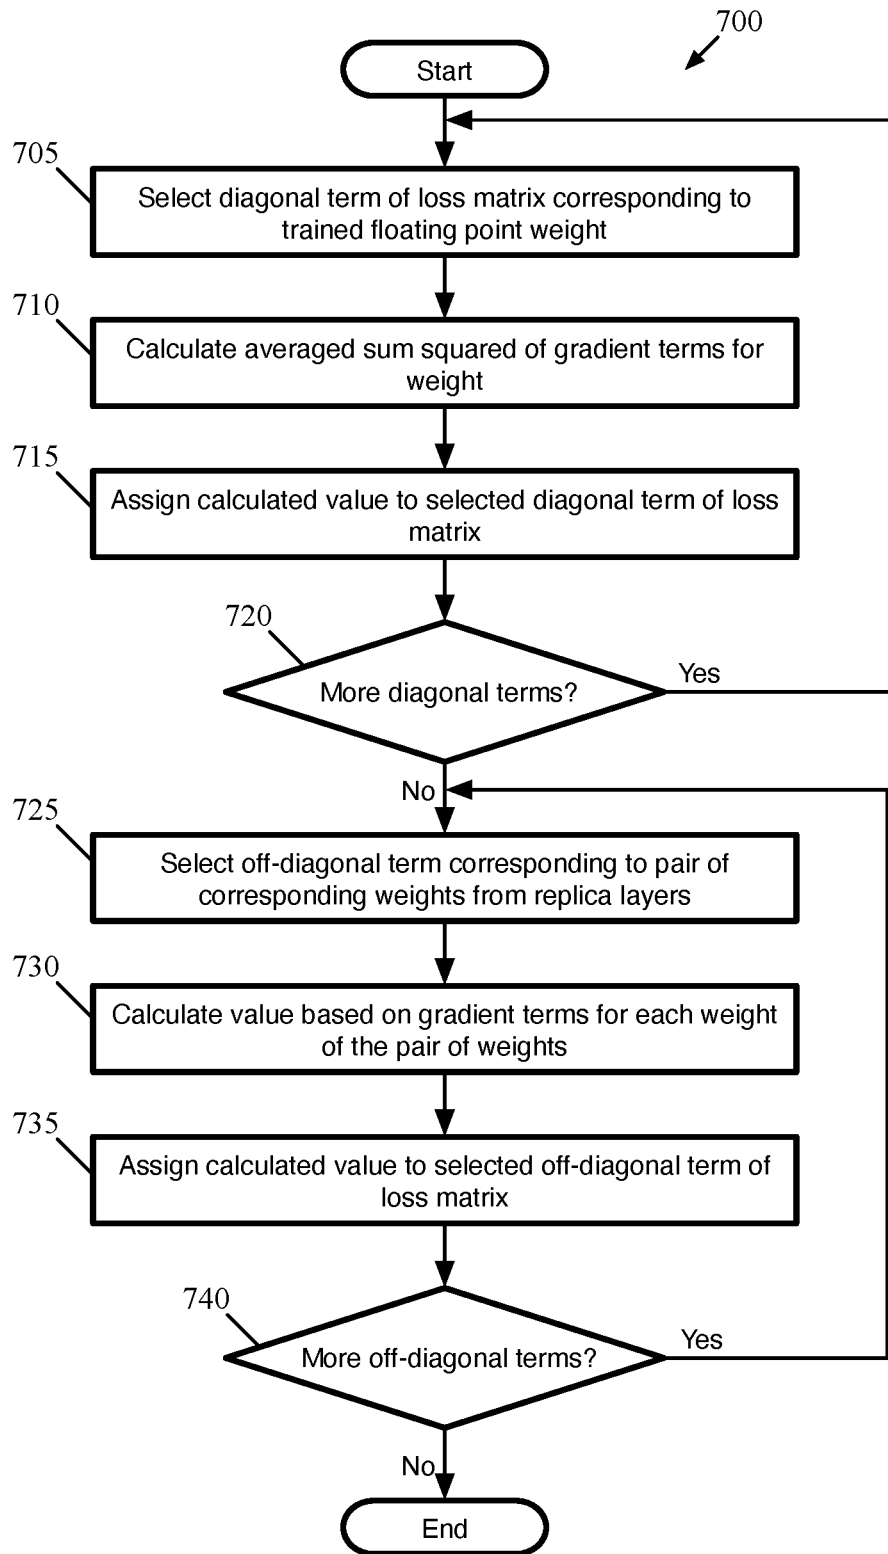 700
Start
705
Select diagonal term of loss matrix corresponding to
trained floating point weight
710
Calculate averaged sum squared of gradient terms for
weight
715
Assign calculated value to selected diagonal term of loss
matrix
720
More diagonal terms?
Yes
No
725
Select off-diagonal term corresponding to pair of
corresponding weights from replica layers
730
Calculate value based on gradient terms for each weight
of the pair of weights
735
Assign calculated value to selected off-diagonal term of
loss matrix
740
More off-diagonal terms?
Yes
No
End